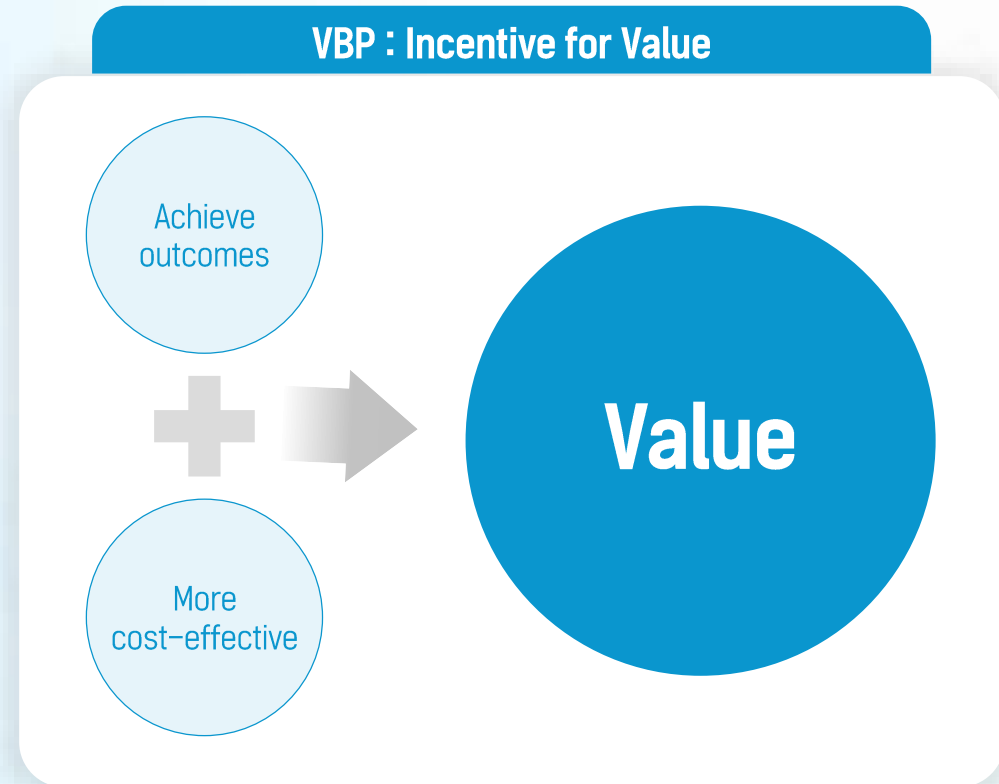 VBP : Incentive for Value
Achieve
outcomes
More
cost-effective
Value